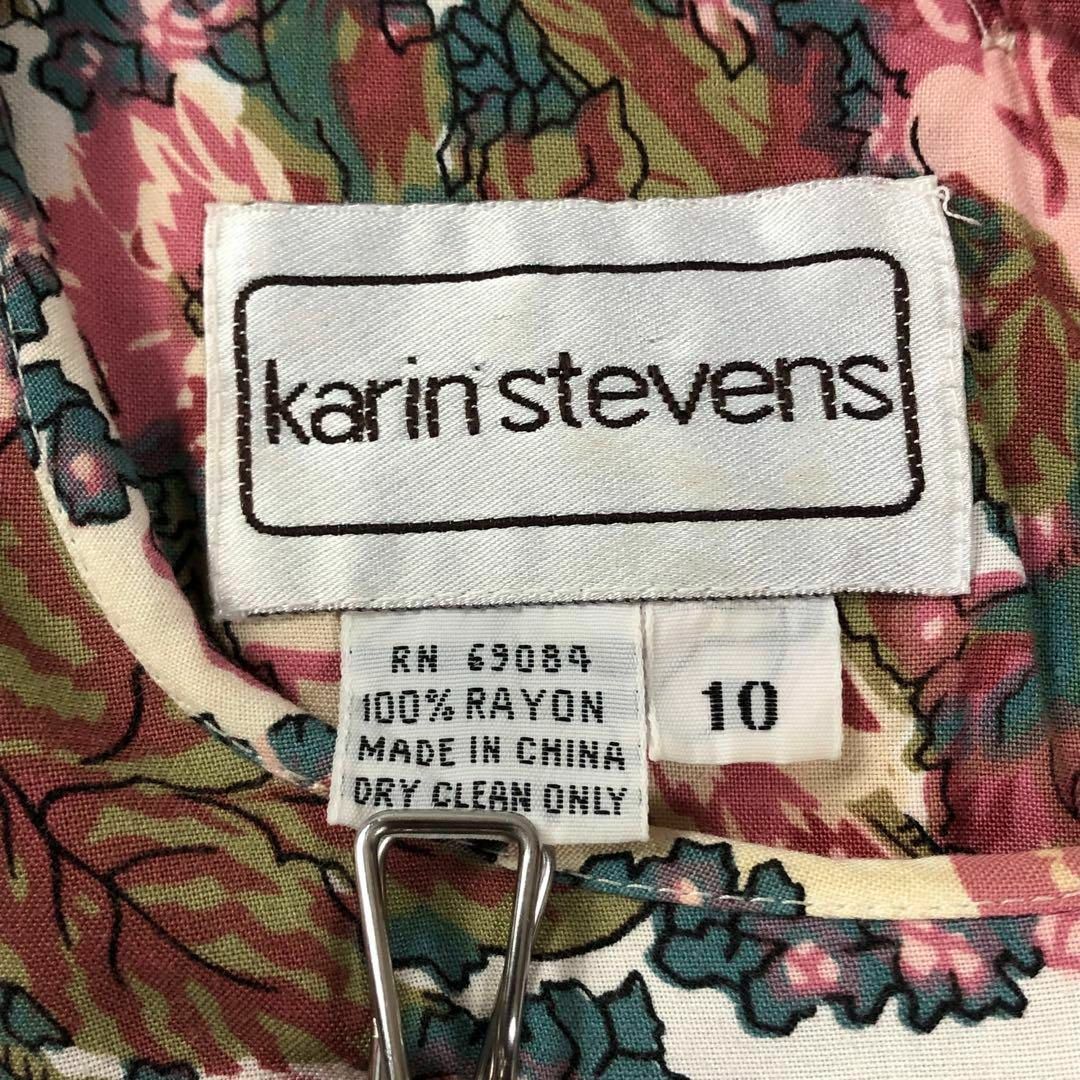 karin stevens
RN 69084
100% RAYON
MADE IN CHINA
DRY CLEAN ONLY
10